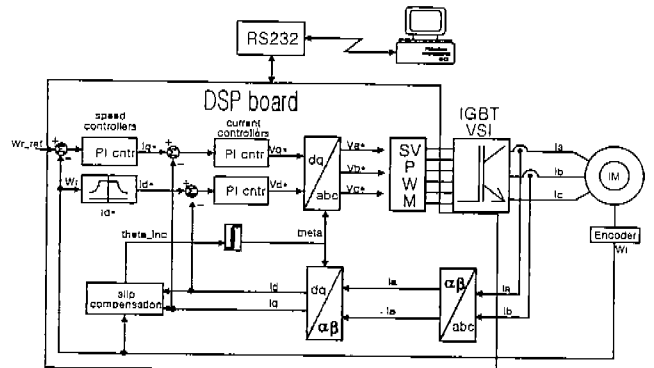 RS232
DSP board
IGBT
VSI
speed
controllers
current
controllers
Wr_ref
+
−
PI cntr
Iq*
+
−
PI cntr
Vq*
dq
abc
Va*
Vb*
Vc*
SV
P
W
M
Ia
Ib
Ic
IM
Wr
Id*
Id*
+
−
PI cntr
Vd*
theta_inc
theta
Encoder
Wr
slip
compensation
Id
Iq
dq
αβ
Ia
Ia
αβ
abc
Ia
Ib